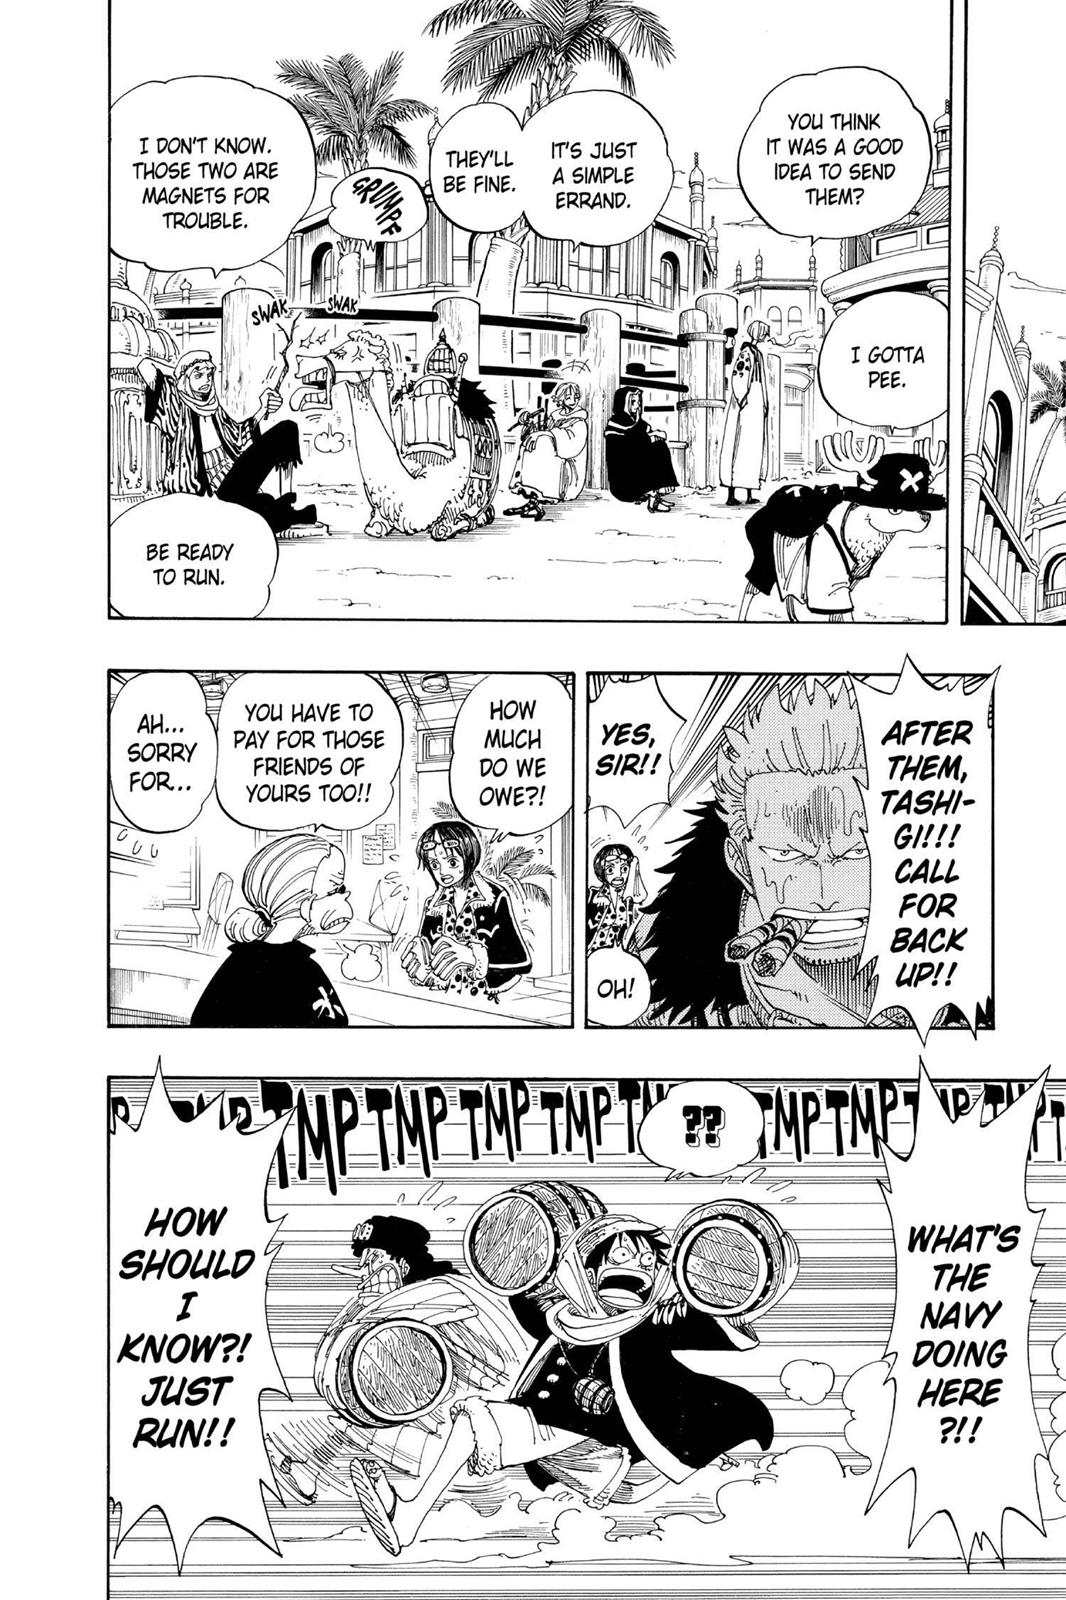 YOU THINK
IT WAS A GOOD
IDEA TO SEND
THEM?
IT'S JUST
A SIMPLE
ERRAND.
THEY'LL
BE FINE.
I DON'T KNOW.
THOSE TWO ARE
MAGNETS FOR
TROUBLE.
GRUMPF
SWAK
SWAK
I GOTTA
PEE.
BE READY
TO RUN.
AFTER
THEM,
TASHI-
GI!!!
CALL
FOR
BACK
UP!!
YES,
SIR!!
OH!
HOW
MUCH
DO WE
OWE?!
YOU HAVE TO
PAY FOR THOSE
FRIENDS OF
YOURS TOO!!
AH...
SORRY
FOR...
水
TMP TMP TMP TMP T
TMP TMP TMP
??
WHAT'S
THE
NAVY
DOING
HERE
?!!
HOW
SHOULD
I
KNOW?!
JUST
RUN!!